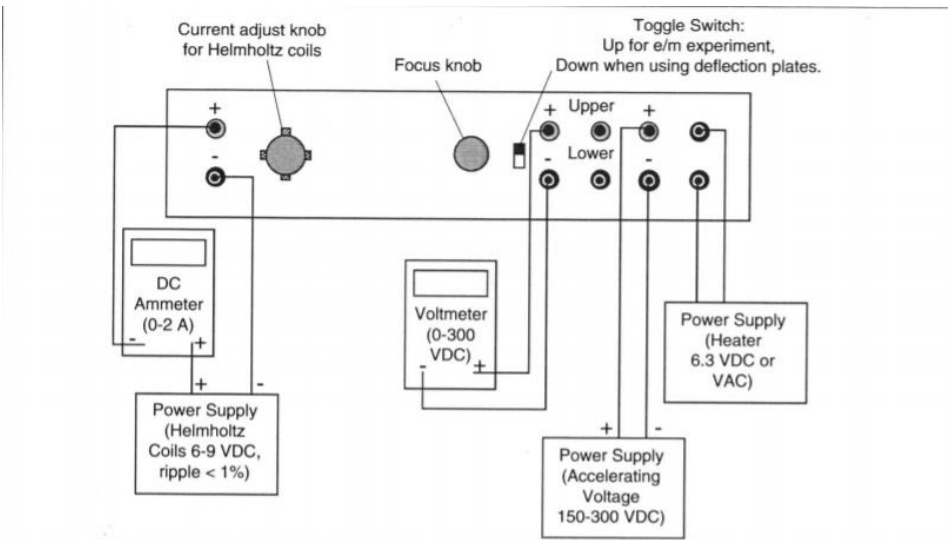 Current adjust knob
for Helmholtz coils
Focus knob
Toggle Switch:
Up for e/m experiment,
Down when using deflection plates.
+
-
+
Upper
+
-
Lower
-
DC
Ammeter
(0-2 A)
-
+
+
-
Power Supply
(Helmholtz
Coils 6-9 VDC,
ripple < 1%)
Voltmeter
(0-300
VDC)
-
+
+
-
Power Supply
(Accelerating
Voltage
150-300 VDC)
Power Supply
(Heater
6.3 VDC or
VAC)